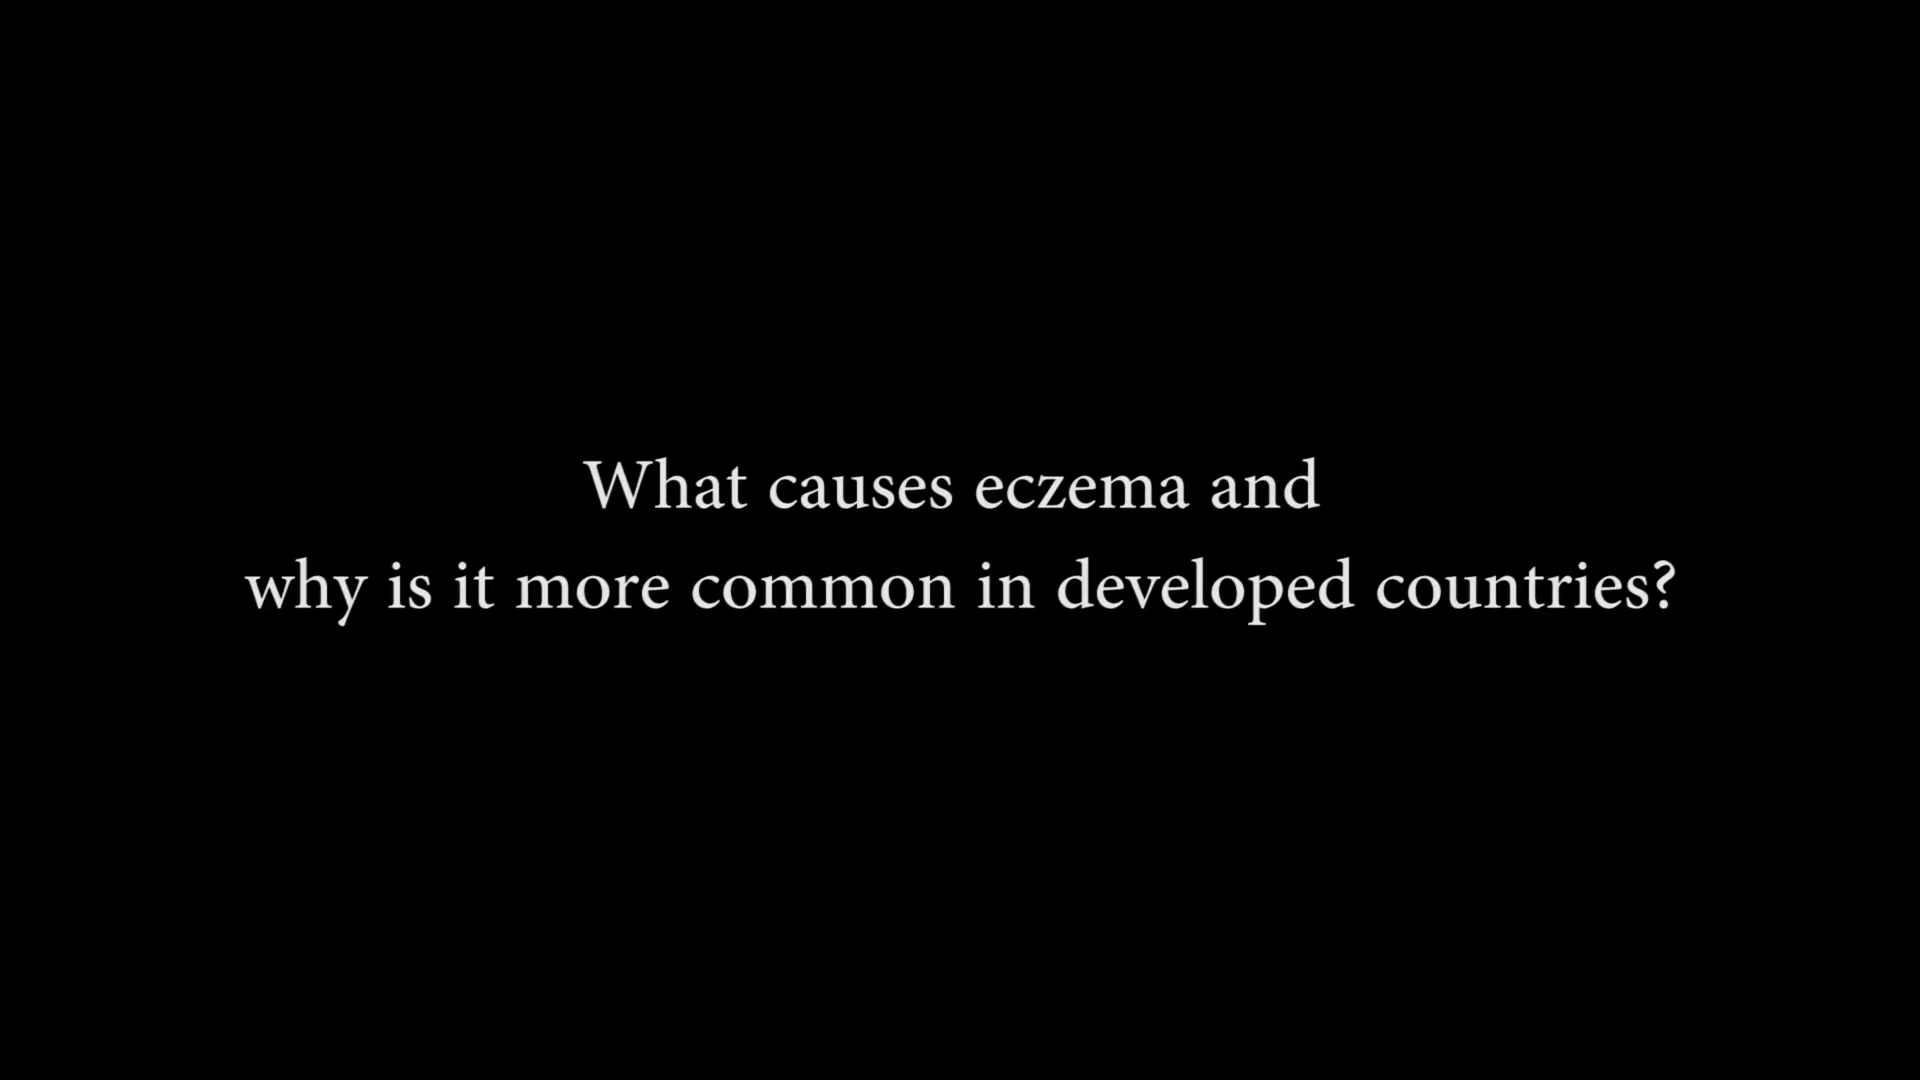 What causes eczema and
why is it more common in developed countries?